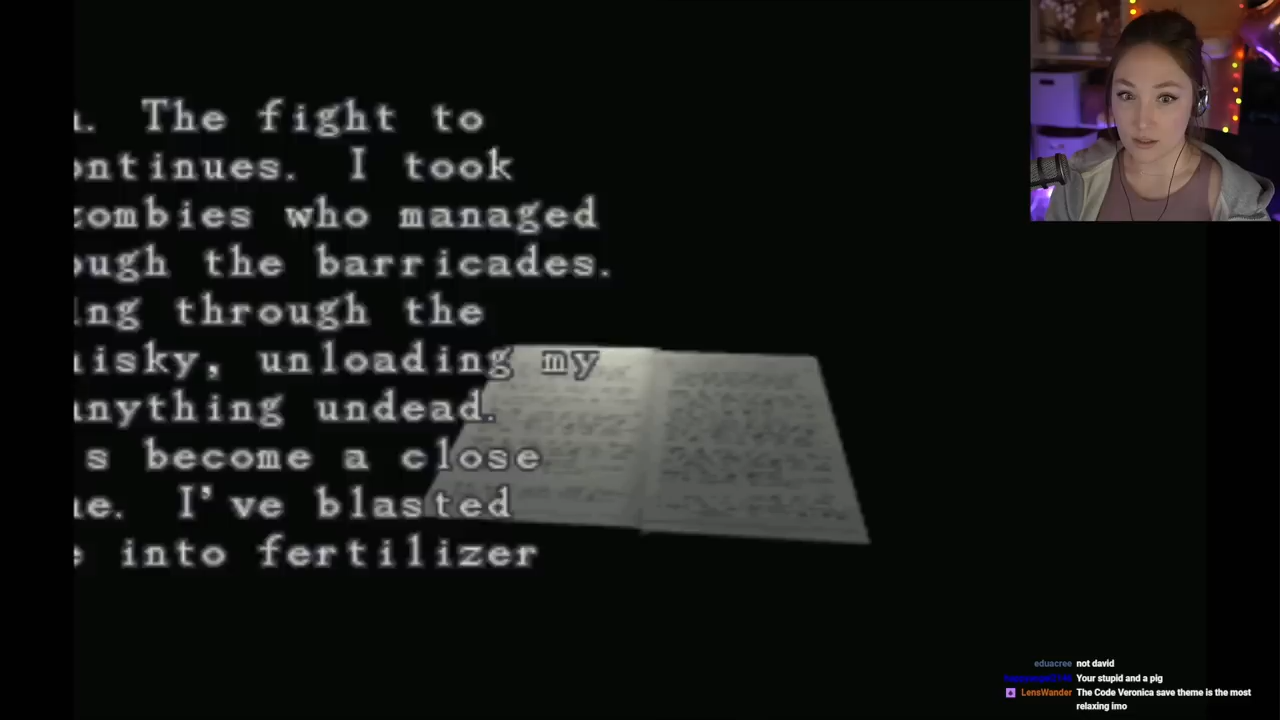 . The fight to
ontinues. I took
zombies who managed
ough the barricades.
ing through the
isky, unloading my
anything undead.
s become a close
e. I've blasted
into fertilizer
eduacree not david
Your stupid and a pig
LensWander The Code Veronica save theme is the most
relaxing imo